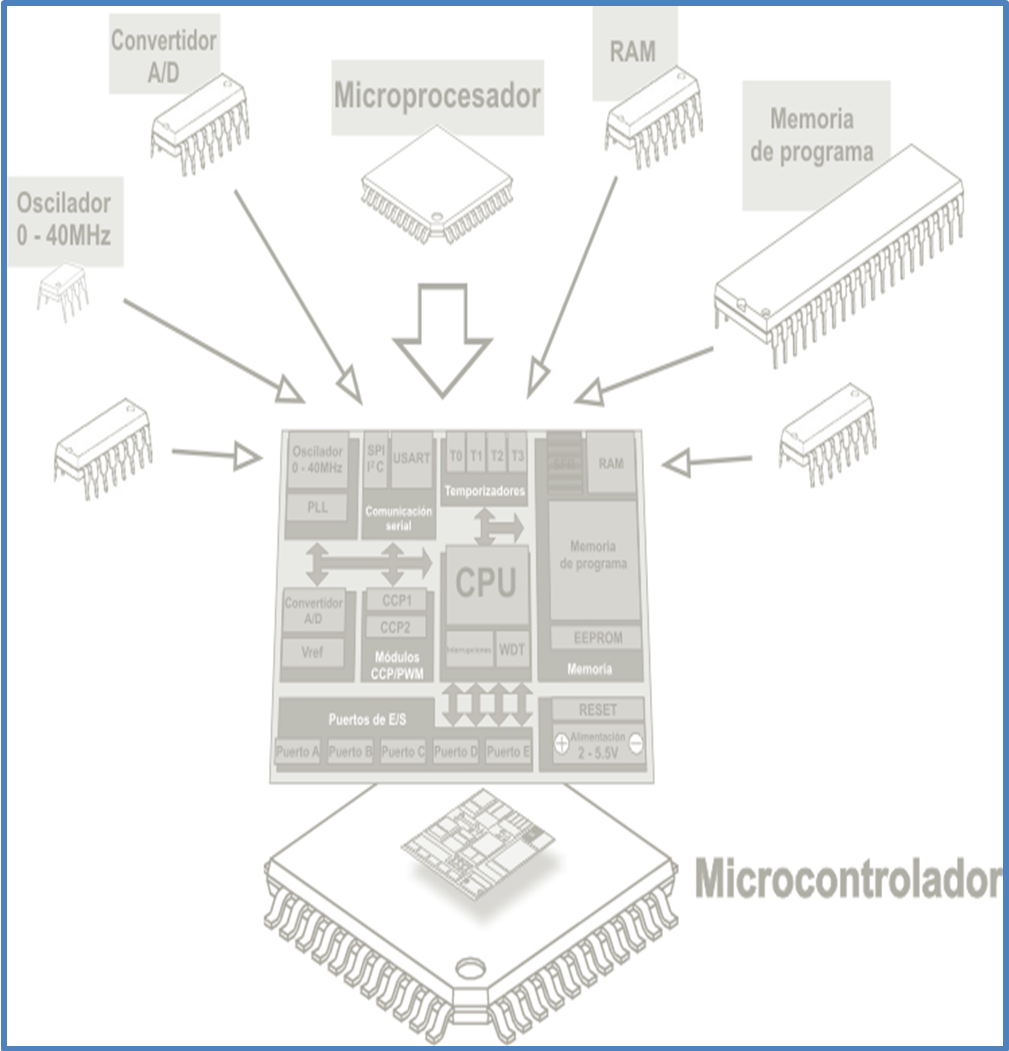 Convertidor
A/D
Microprocesador
RAM
Memoria
de programa
Oscilador
0 - 40MHz
Oscilador
0 - 40MHz
PLL
SPI
I²C
USART
Comunicación
serial
T0
T1
T2
T3
Temporizadores
RAM
Memoria
de programa
EEPROM
Memoria
CPU
Interrupciones
WDT
Convertidor
A/D
Vref
CCP1
CCP2
Módulos
CCP/PWM
Puertos de E/S
Puerto A
Puerto B
Puerto C
Puerto D
Puerto E
RESET
+
Alimentación
2 - 5.5V
−
Microcontrolador